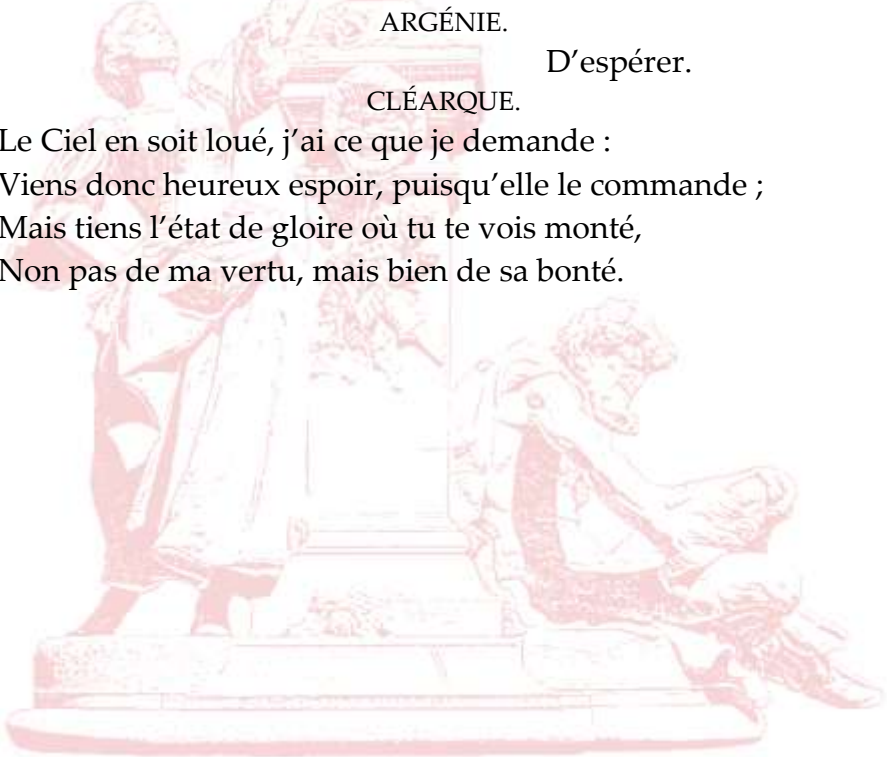 ARGÉNIE.
D’espérer.
CLÉARQUE.
Le Ciel en soit loué, j’ai ce que je demande :
Viens donc heureux espoir, puisqu’elle le commande ;
Mais tiens l’état de gloire où tu te vois monté,
Non pas de ma vertu, mais bien de sa bonté.